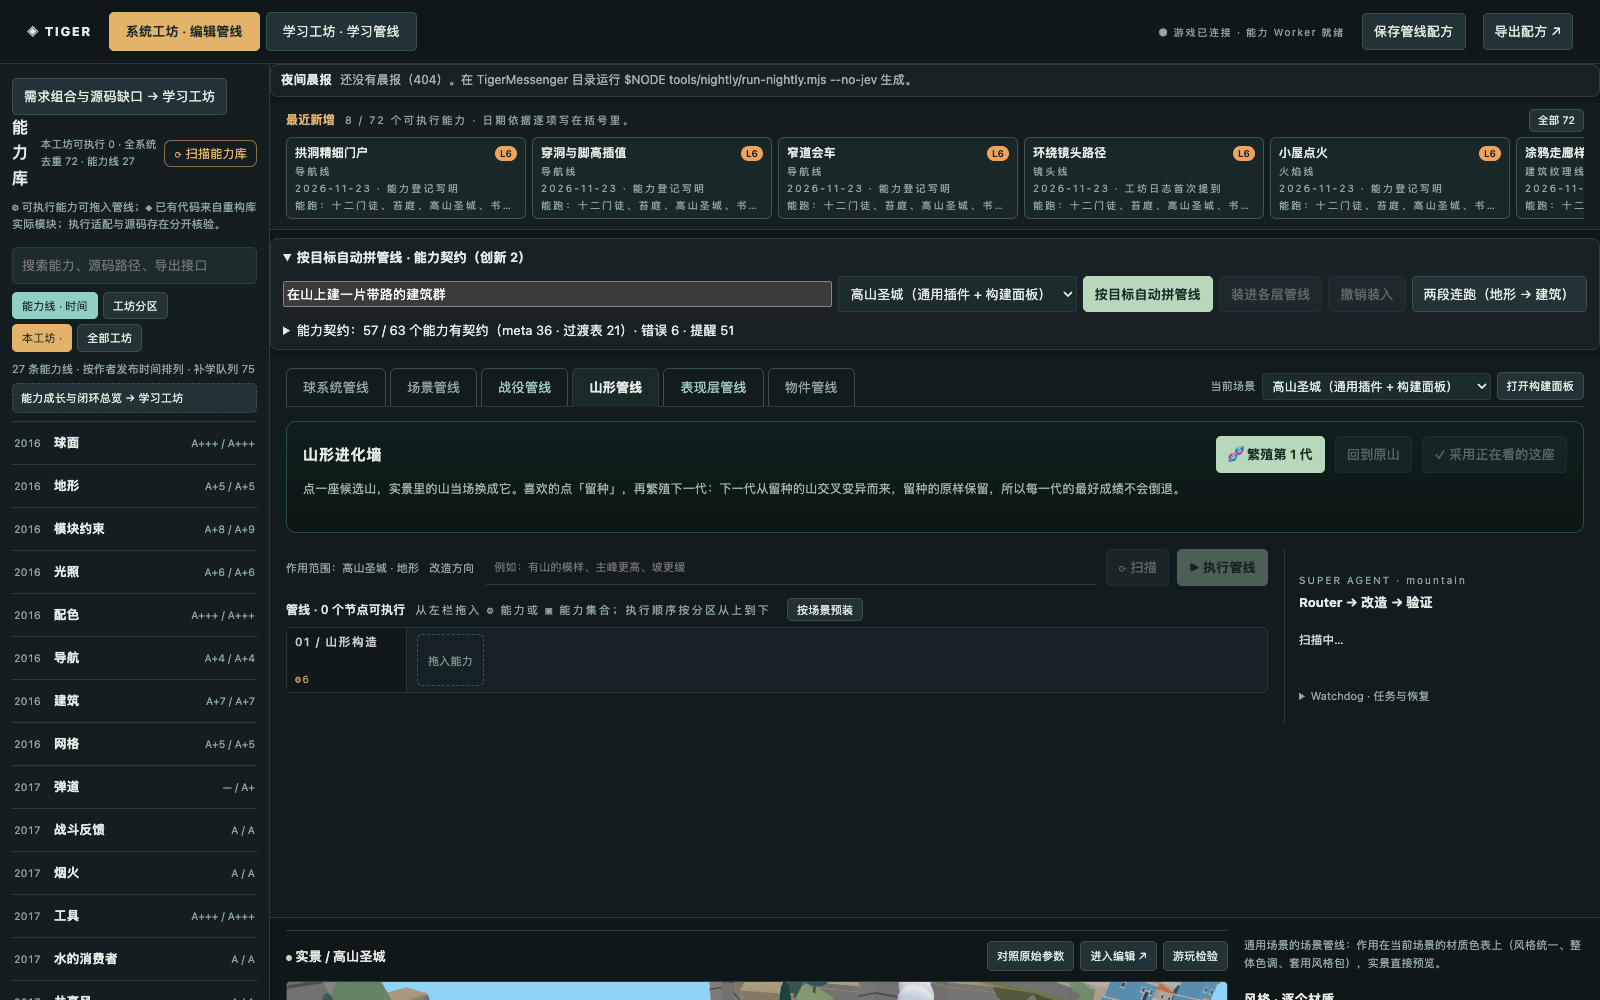 ◈ TIGER
系统工坊 · 编辑管线
学习工坊 · 学习管线
游戏已连接 · 能力 Worker 就绪
保存管线配方
导出配方 ↗
需求组合与源码缺口 → 学习工坊
能力库
本工坊可执行 0 · 全系统去重 72 · 能力线 27
⟳ 扫描能力库
⚙ 可执行能力可拖入管线；◆ 已有代码来自重构库实际模块；执行适配与源码存在分开核验。
搜索能力、源码路径、导出接口
能力线 · 时间
工坊分区
本工坊 ·
全部工坊
27 条能力线 · 按作者发布时间排列 · 补学队列 75
能力成长与闭环总览 → 学习工坊
2016 球面 A+++ / A+++
2016 地形 A+5 / A+5
2016 模块约束 A+8 / A+9
2016 光照 A+6 / A+6
2016 配色 A+++ / A+++
2016 导航 A+4 / A+4
2016 建筑 A+7 / A+7
2016 网格 A+5 / A+5
2017 弹道 — / A+
2017 战斗反馈 A / A
2017 烟火 A / A
2017 工具 A+++ / A+++
2017 水的消费者 A / A
夜间晨报 还没有晨报（404）。在 TigerMessenger 目录运行 $NODE tools/nightly/run-nightly.mjs --no-jev 生成。
最近新增 8 / 72 个可执行能力 · 日期依据逐项写在括号里。
全部 72
拱洞精细门户 L6
导航线
2026-11-23 · 能力登记写明
能跑：十二门徒、苔庭、高山圣城、书…
穿洞与脚高插值 L6
导航线
2026-11-23 · 能力登记写明
能跑：十二门徒、苔庭、高山圣城、书…
窄道会车 L6
导航线
2026-11-23 · 能力登记写明
能跑：十二门徒、苔庭、高山圣城、书…
环绕镜头路径 L6
镜头线
2026-11-23 · 工坊日志首次提到
能跑：十二门徒、苔庭、高山圣城、书…
小屋点火 L6
火焰线
2026-11-23 · 能力登记写明
能跑：十二门徒、苔庭、高山圣城、书…
涂鸦走廊样
建筑纹理线
2026-11-
能跑：十二
▼ 按目标自动拼管线 · 能力契约（创新 2）
在山上建一片带路的建筑群
高山圣城（通用插件 + 构建面板）
按目标自动拼管线
装进各层管线
撤销装入
两段连跑（地形 → 建筑）
▶ 能力契约：57 / 63 个能力有契约（meta 36 · 过渡表 21）· 错误 6 · 提醒 51
球系统管线
场景管线
战役管线
山形管线
表现层管线
物件管线
当前场景
高山圣城（通用插件 + 构建面板）
打开构建面板
山形进化墙
🧬 繁殖第 1 代
回到原山
✓ 采用正在看的这座
点一座候选山，实景里的山当场换成它。喜欢的点「留种」，再繁殖下一代：下一代从留种的山交叉变异而来，留种的原样保留，所以每一代的最好成绩不会倒退。
作用范围：高山圣城 · 地形
改造方向
例如：有山的模样、主峰更高、坡更缓
⟳ 扫描
▶ 执行管线
管线 · 0 个节点可执行
从左栏拖入 ⚙ 能力或 ▣ 能力集合；执行顺序按分区从上到下
按场景预装
01 / 山形构造
⚙6
拖入能力
SUPER AGENT · mountain
Router → 改造 → 验证
扫描中…
▶ Watchdog · 任务与恢复
实景 / 高山圣城
对照原始参数
进入编辑 ↗
游玩检验
通用场景的场景管线：作用在当前场景的材质色表上（风格统一、整体色调、套用风格包），实景直接预览。
风格 · 逐个材质